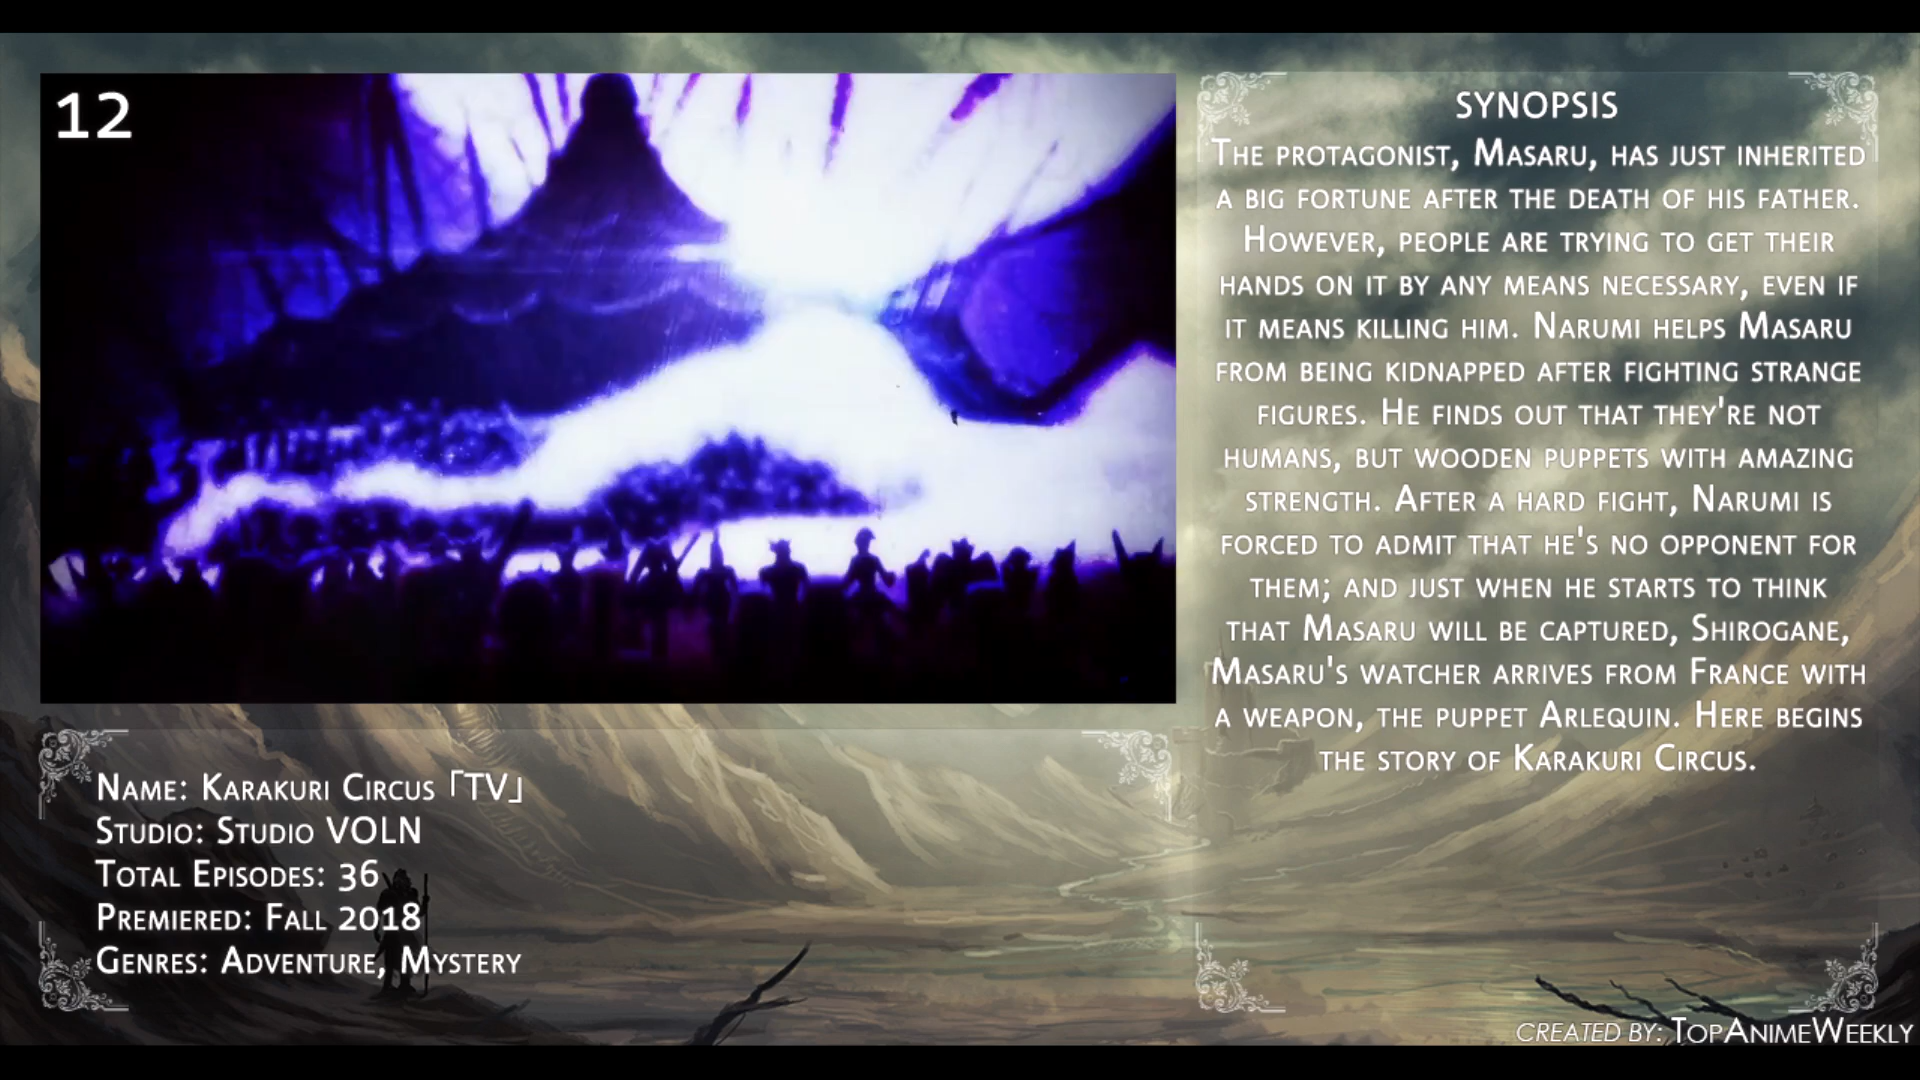 12
SYNOPSIS
The protagonist, Masaru, has just inherited
a big fortune after the death of his father.
However, people are trying to get their
hands on it by any means necessary, even if
it means killing him. Narumi helps Masaru
from being kidnapped after fighting strange
figures. He finds out that they're not
humans, but wooden puppets with amazing
strength. After a hard fight, Narumi is
forced to admit that he's no opponent for
them; and just when he starts to think
that Masaru will be captured, Shirogane,
Masaru's watcher arrives from France with
a weapon, the puppet Arlequin. Here begins
the story of Karakuri Circus.
Name: Karakuri Circus「TV」
Studio: Studio VOLN
Total Episodes: 36
Premiered: Fall 2018
Genres: Adventure, Mystery
CREATED BY: TopAnimeWeekly